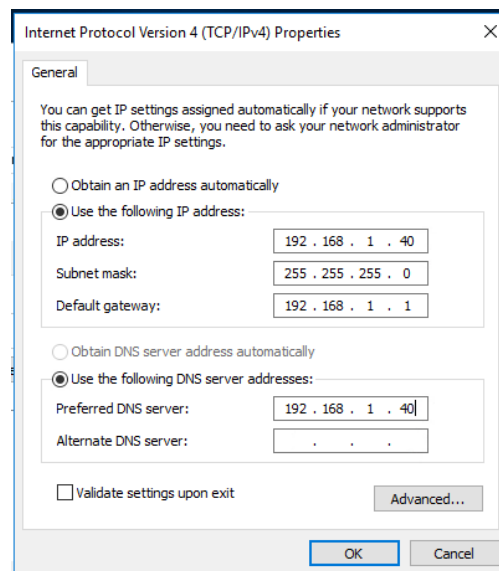 Internet Protocol Version 4 (TCP/IPv4) Properties
General
You can get IP settings assigned automatically if your network supports
this capability. Otherwise, you need to ask your network administrator
for the appropriate IP settings.
Obtain an IP address automatically
Use the following IP address:
IP address: 192 . 168 . 1 . 40
Subnet mask: 255 . 255 . 255 . 0
Default gateway: 192 . 168 . 1 . 1
Obtain DNS server address automatically
Use the following DNS server addresses:
Preferred DNS server: 192 . 168 . 1 . 40
Alternate DNS server: . . .
Validate settings upon exit
Advanced...
OK Cancel